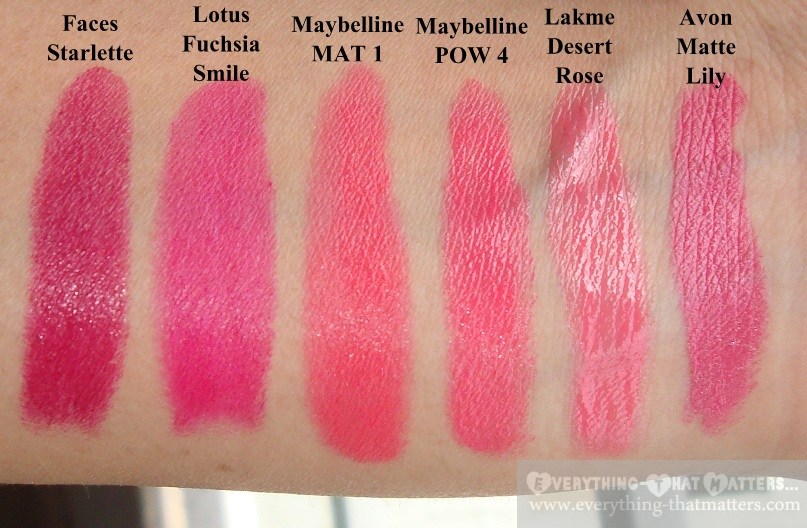 Faces
Starlette
Lotus
Fuchsia
Smile
Maybelline
MAT 1
Maybelline
POW 4
Lakme
Desert
Rose
Avon
Matte
Lily
Everything-That Matters...
www.everything-thatmatters.com